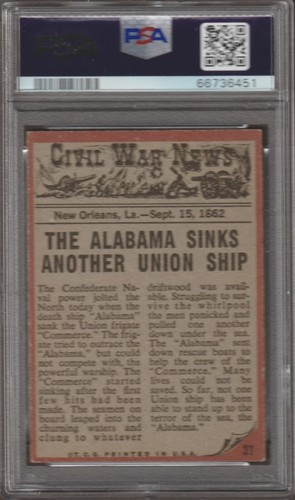 PSA
66736451
CIVIL WAR NEWS
New Orleans, La.—Sept. 15, 1862
THE ALABAMA SINKS
ANOTHER UNION SHIP
The Confederate Na-
val power jolted the
North today when the
death ship "Alabama"
sank the Union frigate
"Commerce." The frig-
ate tried to outrace the
"Alabama," but could
not compete with the
powerful warship. The
"Commerce" started
sinking after the first
few hits had been
made. The seamen on
board leaped into the
churning waters and
clung to whatever
driftwood was avail-
able. Struggling to sur-
vive the whirlpool
the men panicked and
pulled one another
down under the sea.
The "Alabama" sent
down rescue boats to
help the crew of the
"Commerce." Many
lives could not be
saved. So far, not one
Union ship has been
able to stand up to the
terror of the sea, the
"Alabama."
37
©T.C.G. PRINTED IN U.S.A.